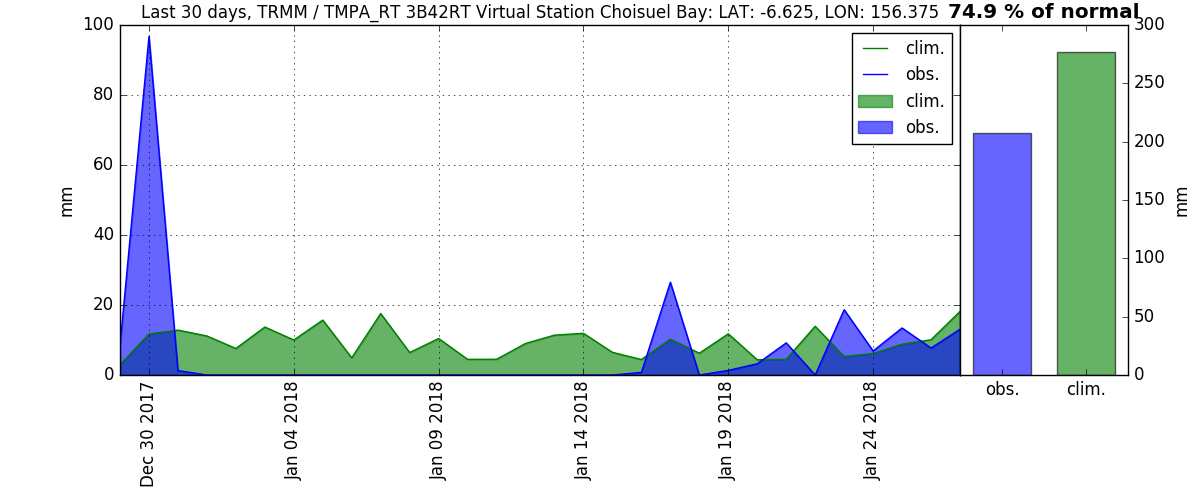 Last 30 days, TRMM / TMPA_RT 3B42RT Virtual Station Choisuel Bay: LAT: -6.625, LON: 156.375 74.9 % of normal
clim.
obs.
clim.
obs.
100
80
60
40
20
0
mm
Dec 30 2017
Jan 04 2018
Jan 09 2018
Jan 14 2018
Jan 19 2018
Jan 24 2018
300
250
200
150
100
50
0
mm
obs. clim.